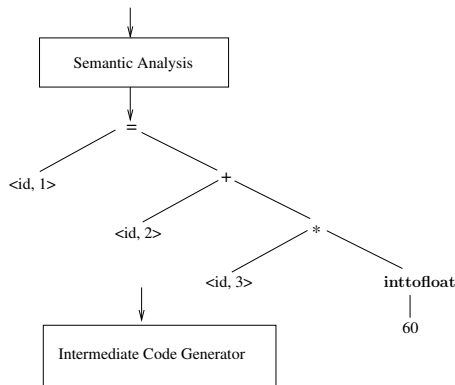 Semantic Analysis
=
<id, 1>
+
<id, 2>
*
<id, 3>
inttofloat
60
Intermediate Code Generator